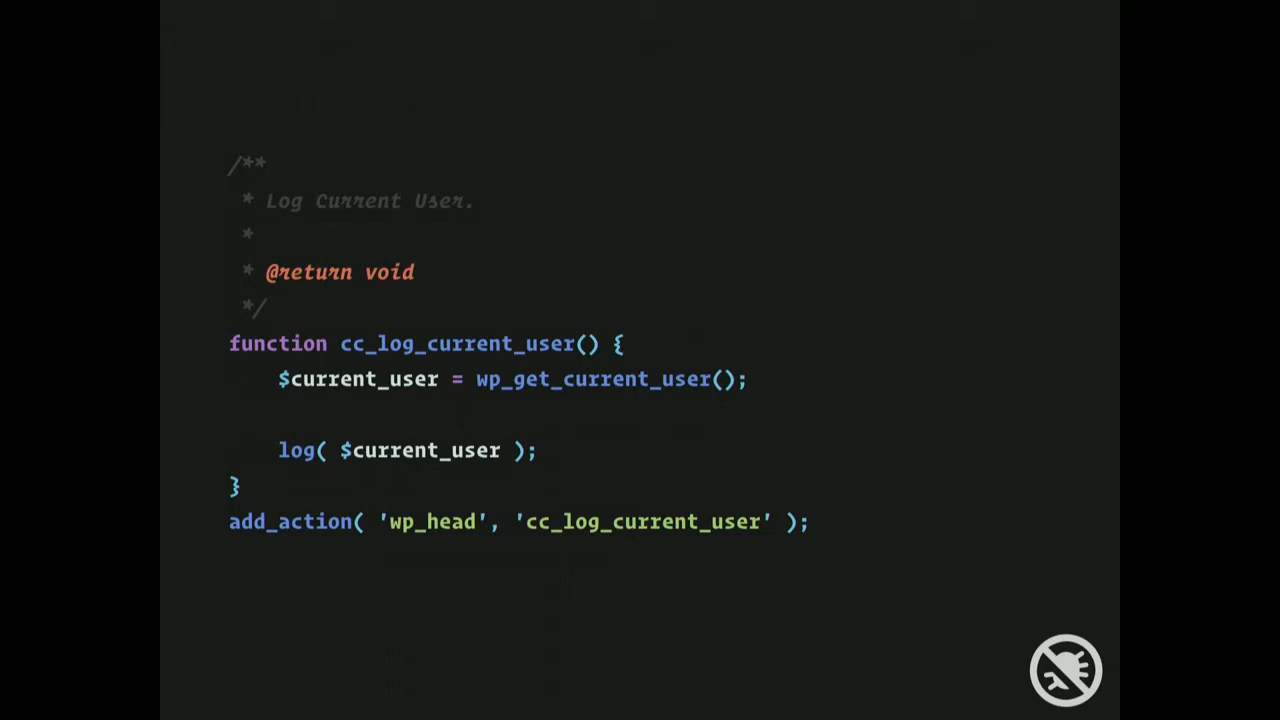 /**
 * Log Current User.
 *
 * @return void
 */
function cc_log_current_user() {
    $current_user = wp_get_current_user();
    log( $current_user );
}
add_action( 'wp_head', 'cc_log_current_user' );